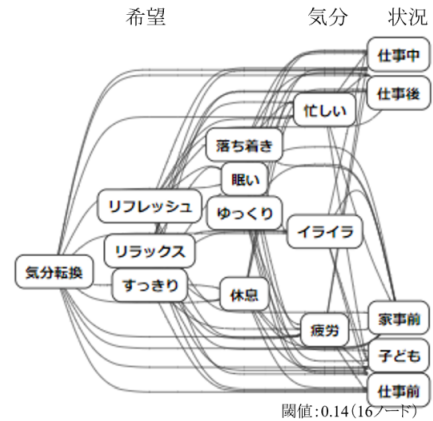 希望 気分 状況
仕事中
仕事後
忙しい
落ち着き
眠い
リフレッシュ
ゆっくり
イライラ
リラックス
気分転換
すっきり
休息
家事前
疲労
子ども
仕事前
閾値:0.14(16ノード)